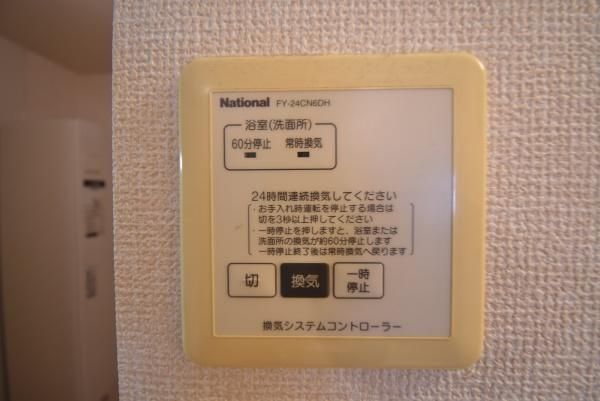 National FY-24CN6DH
浴室(洗面所)
60分停止 常時換気
24時間連続換気してください
・お手入れ時運転を停止する場合は
切を3秒以上押してください
・一時停止を押しますと、浴室または
洗面所の換気が約60分停止します
一時停止終了後は常時換気へ戻ります
切 換気 一時
停止
換気システムコントローラー